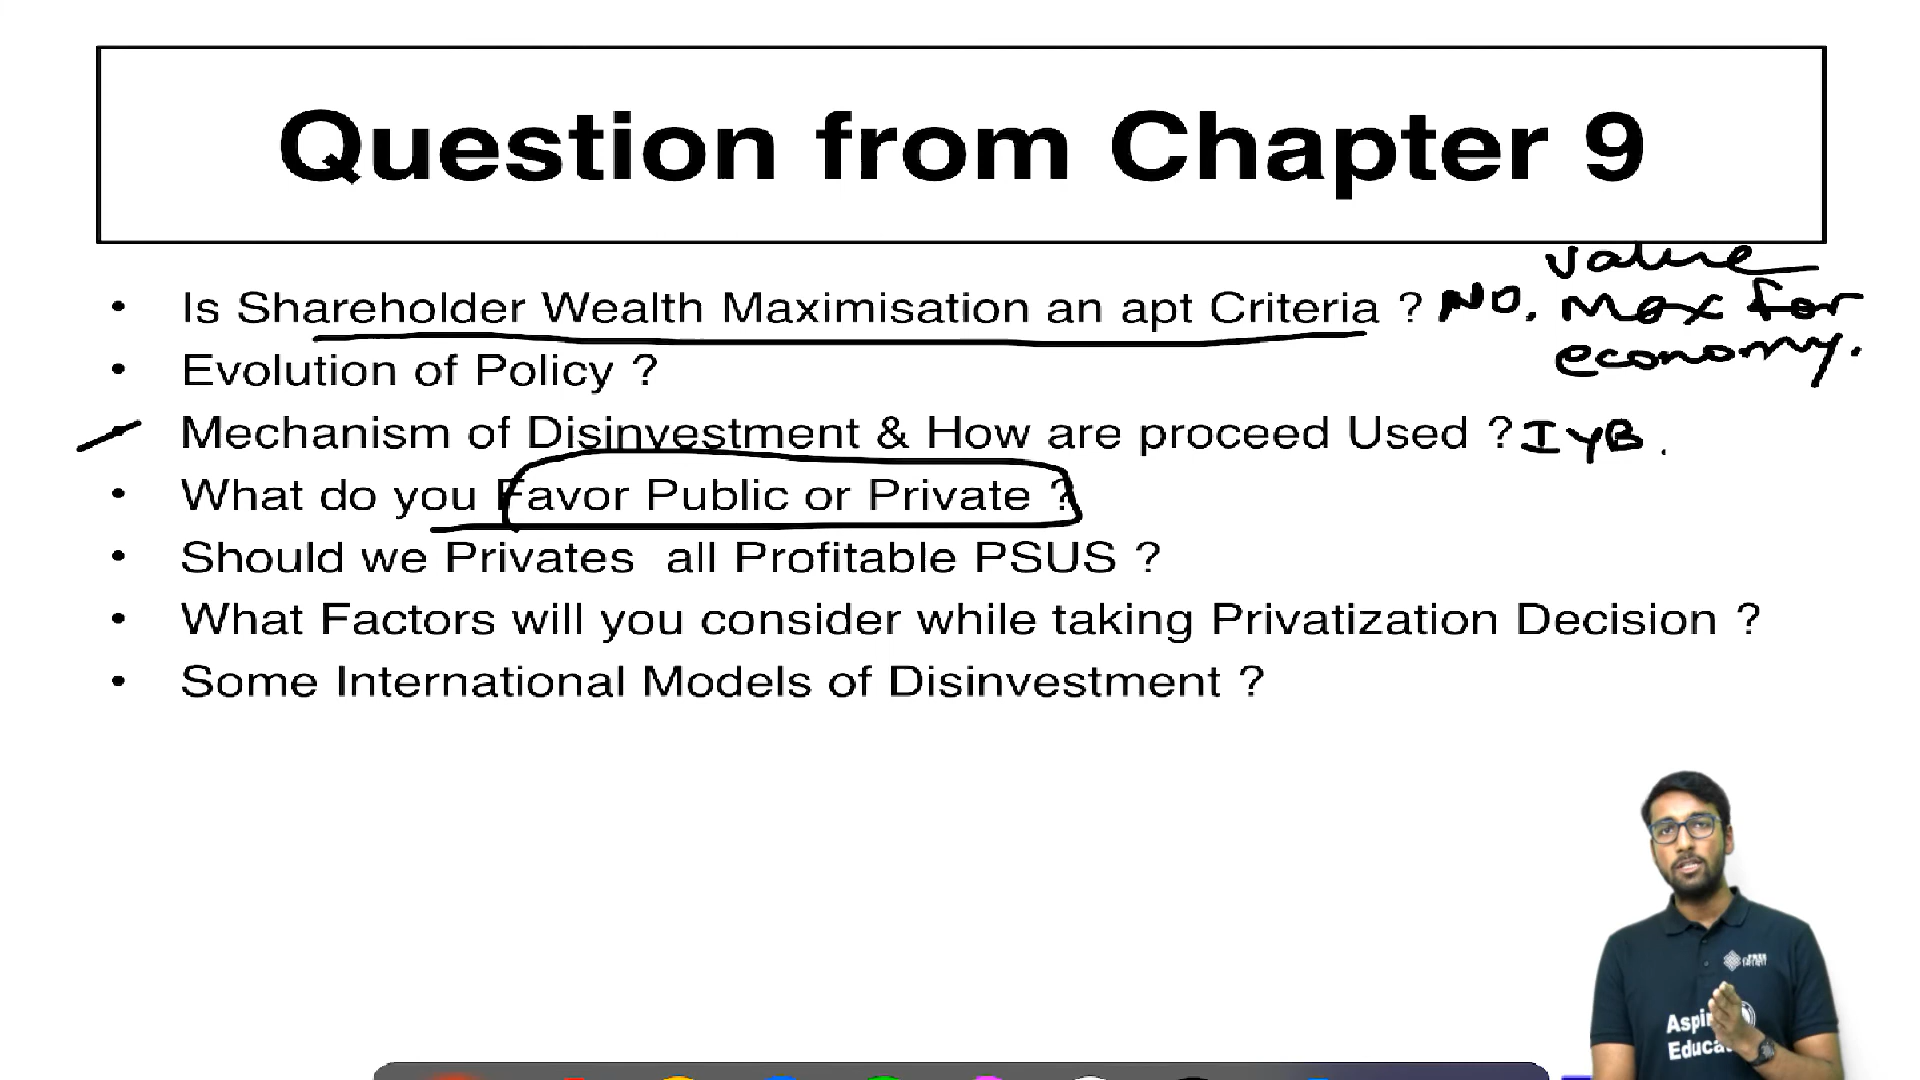 Question from Chapter 9
value
• Is Shareholder Wealth Maximisation an apt Criteria ? NO. Max for
economy.
• Evolution of Policy ?
• Mechanism of Disinvestment & How are proceed Used ? IYB.
• What do you Favor Public or Private ?
• Should we Privates all Profitable PSUS ?
• What Factors will you consider while taking Privatization Decision ?
• Some International Models of Disinvestment ?
Aspi
Educa